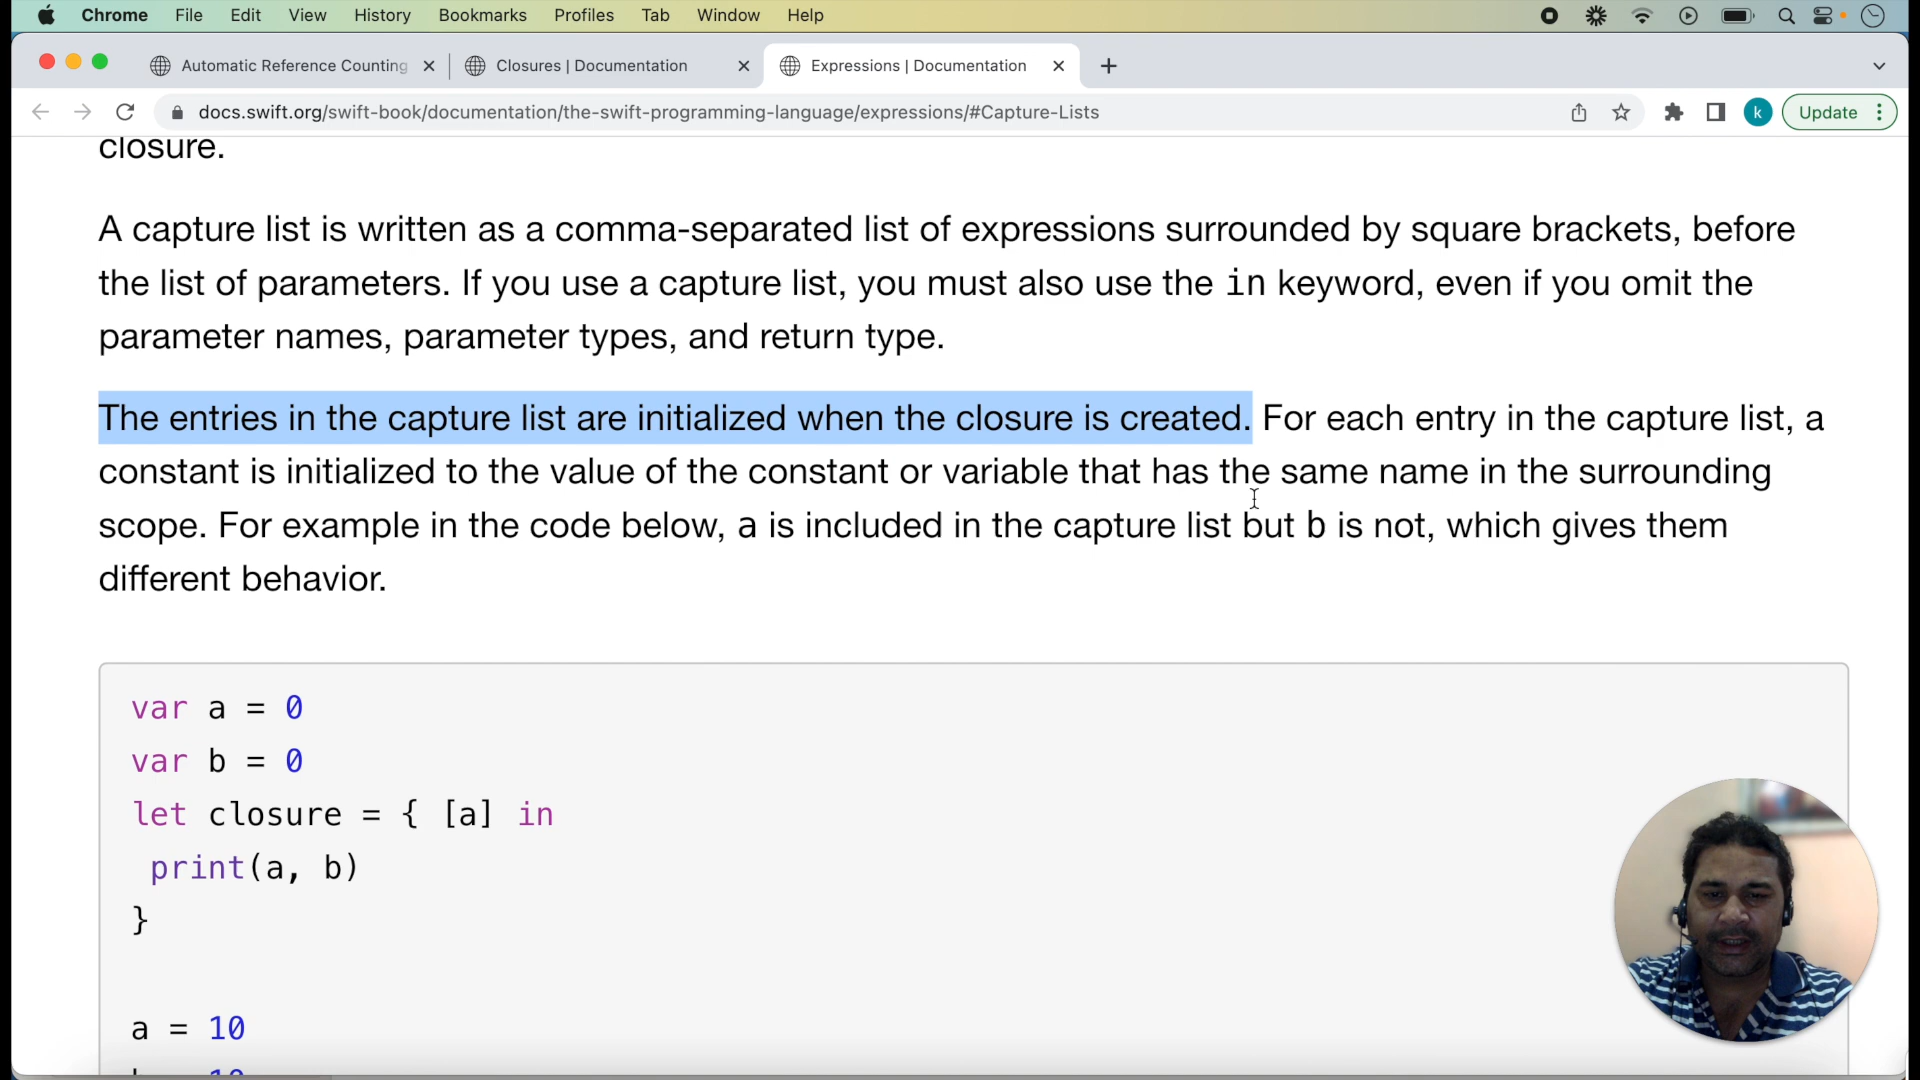 Chrome File Edit View History Bookmarks Profiles Tab Window Help
Automatic Reference Counting
Closures | Documentation
Expressions | Documentation
docs.swift.org/swift-book/documentation/the-swift-programming-language/expressions/#Capture-Lists
k
Update
closure.
A capture list is written as a comma-separated list of expressions surrounded by square brackets, before
the list of parameters. If you use a capture list, you must also use the in keyword, even if you omit the
parameter names, parameter types, and return type.
The entries in the capture list are initialized when the closure is created. For each entry in the capture list, a
constant is initialized to the value of the constant or variable that has the same name in the surrounding
scope. For example in the code below, a is included in the capture list but b is not, which gives them
different behavior.
var a = 0
var b = 0
let closure = { [a] in
print(a, b)
}
a = 10